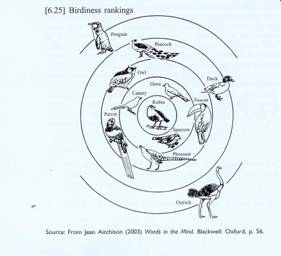 [6.25] Birdiness rankings
Penguin
Peacock
Owl
Duck
Dove
Canary
Toucan
Robin
Parrot
Sparrow
Pheasant
Ostrich
Source: From Jean Aitchison (2003) Words in the Mind. Blackwell: Oxford, p. 56.